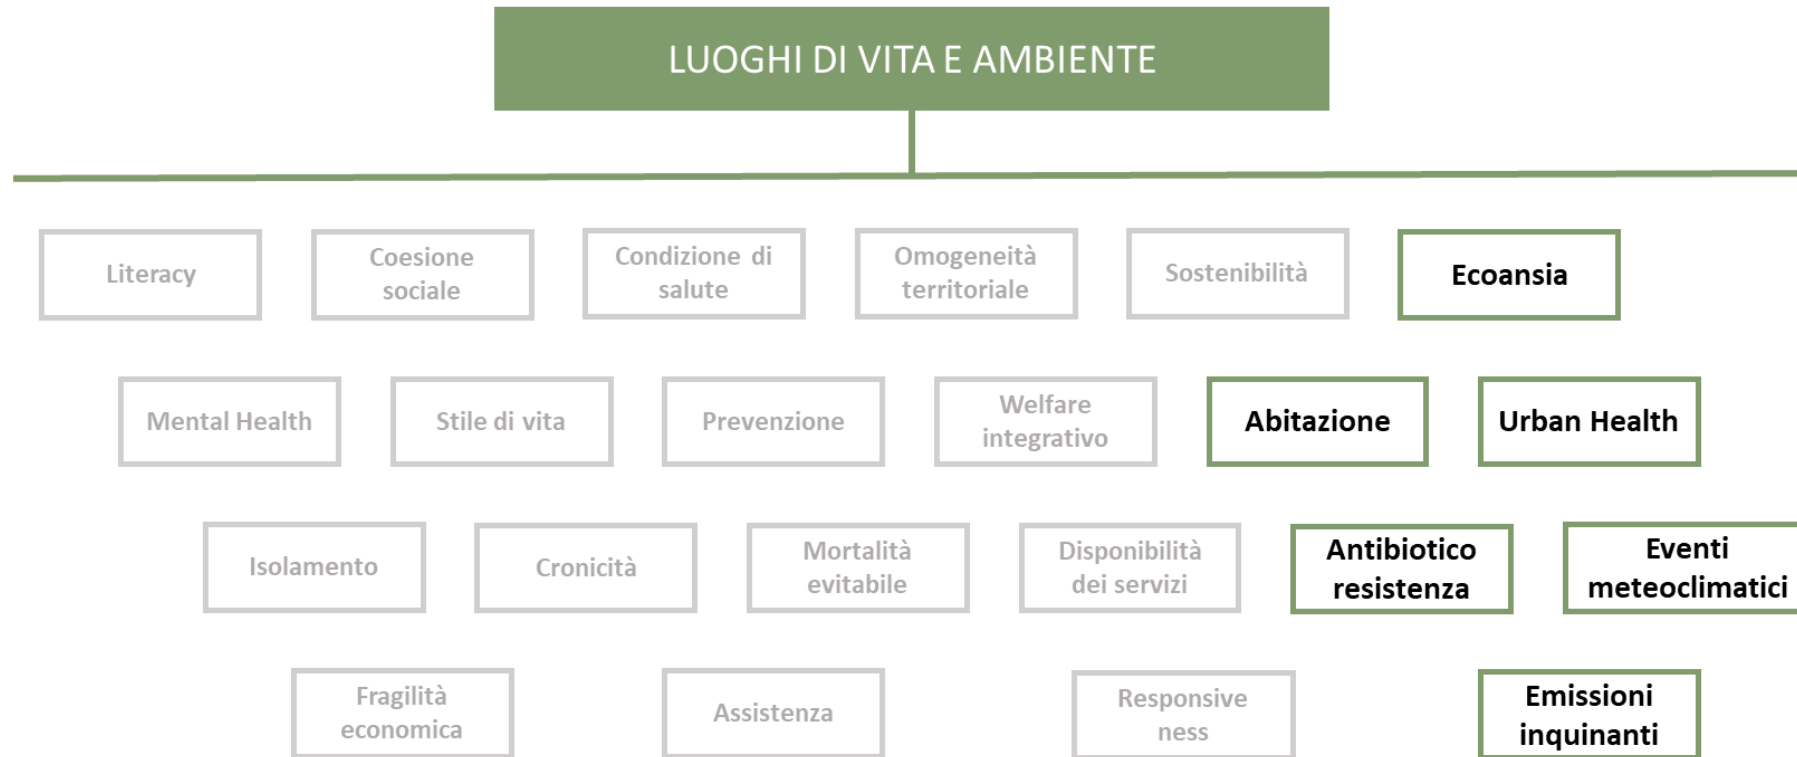 LUOGHI DI VITA E AMBIENTE
Literacy
Coesione
sociale
Condizione di
salute
Omogeneità
territoriale
Sostenibilità
Ecoansia
Mental Health
Stile di vita
Prevenzione
Welfare
integrativo
Abitazione
Urban Health
Isolamento
Cronicità
Mortalità
evitabile
Disponibilità
dei servizi
Antibiotico
resistenza
Eventi
meteoclimatici
Fragilità
economica
Assistenza
Responsive
ness
Emissioni
inquinanti